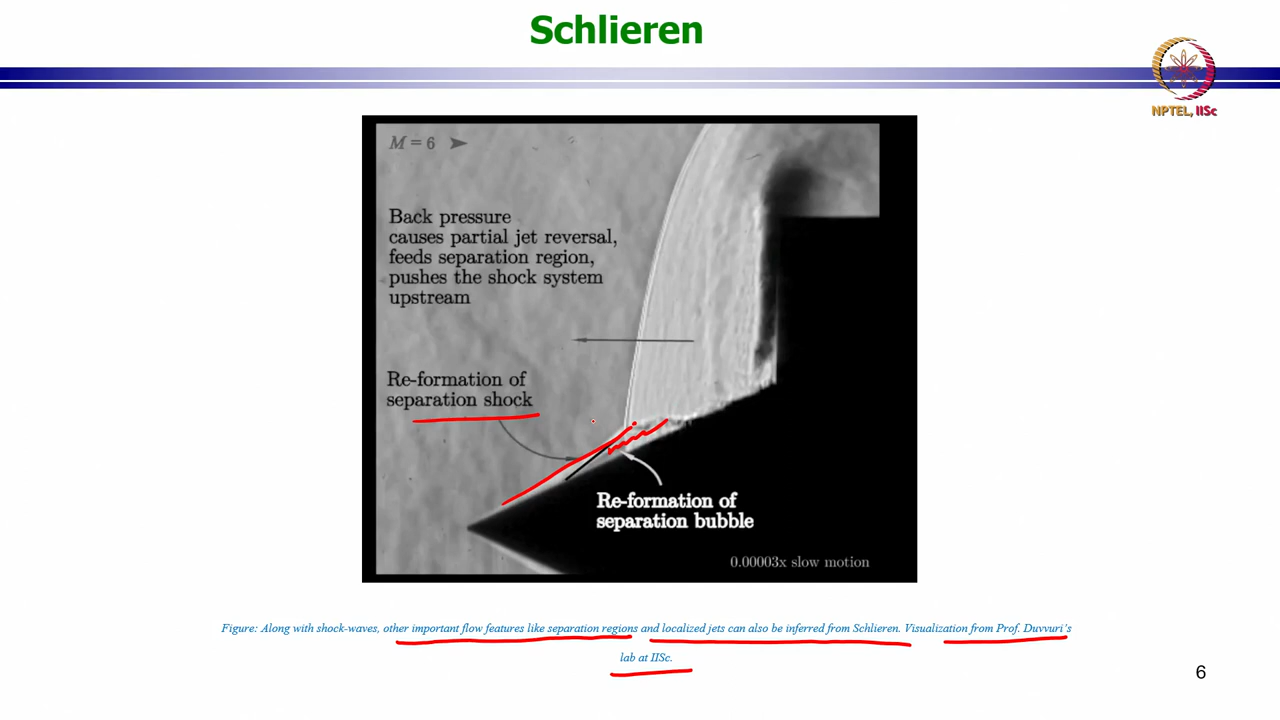 Schlieren
NPTEL, IISc
M = 6
Back pressure
causes partial jet reversal,
feeds separation region,
pushes the shock system
upstream
Re-formation of
separation shock
Re-formation of
separation bubble
0.00003x slow motion
Figure: Along with shock-waves, other important flow features like separation regions and localized jets can also be inferred from Schlieren. Visualization from Prof. Duvvuri's
lab at IISc.
6